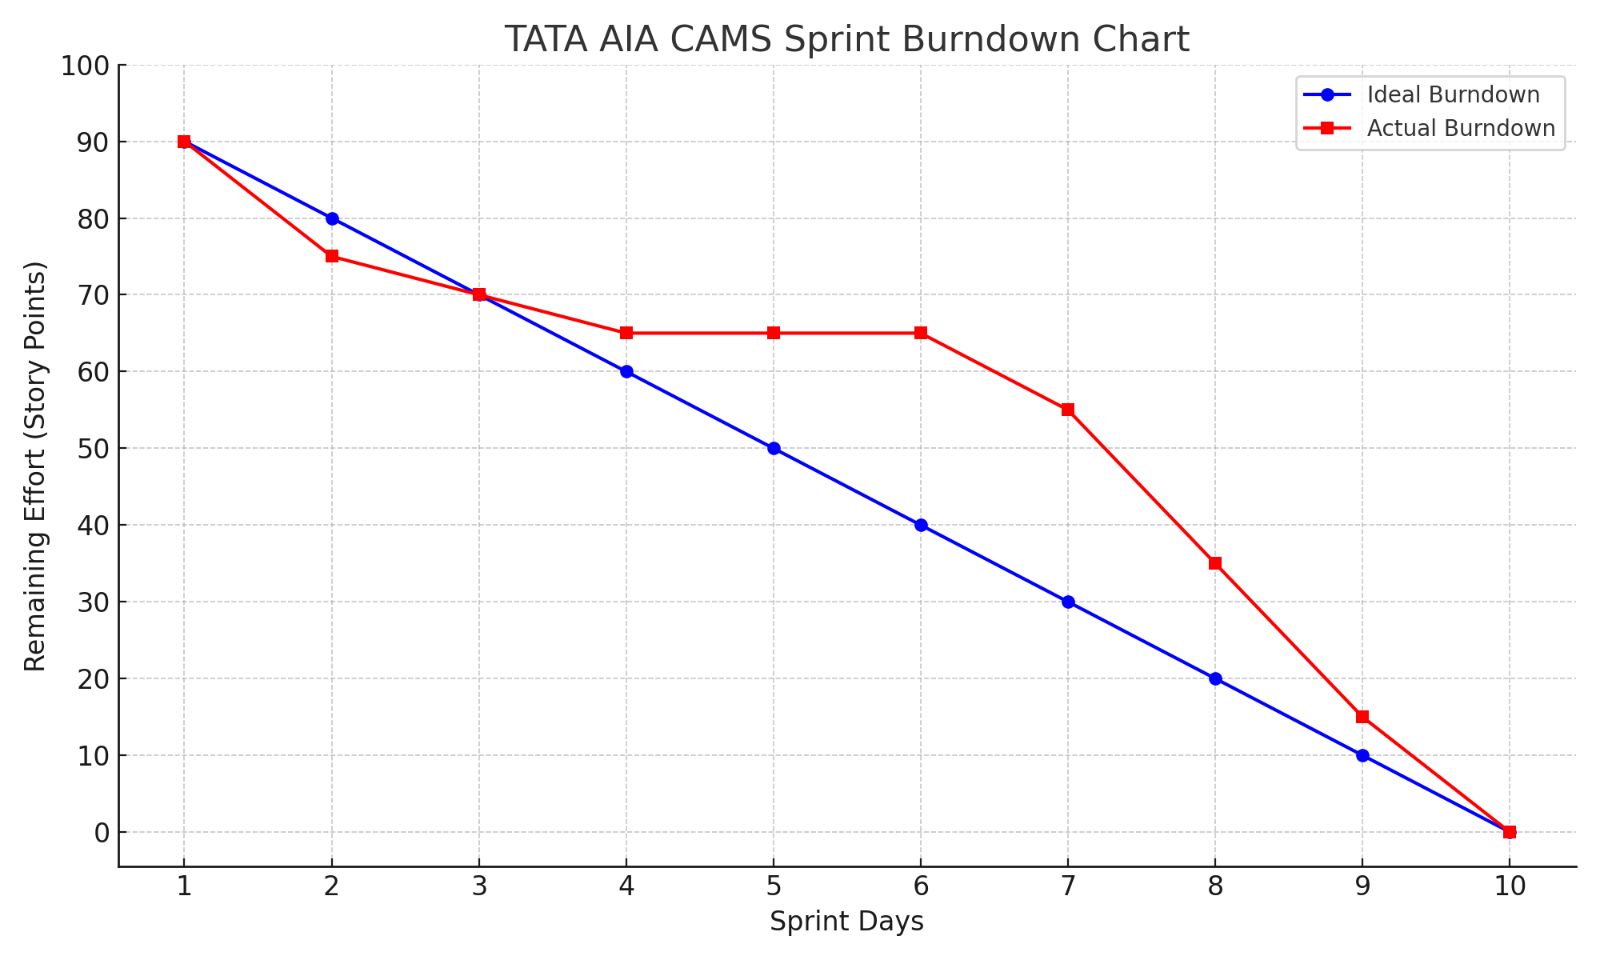 TATA AIA CAMS Sprint Burndown Chart
Ideal Burndown
Actual Burndown
Remaining Effort (Story Points)
100
90
80
70
60
50
40
30
20
10
0
1 2 3 4 5 6 7 8 9 10
Sprint Days